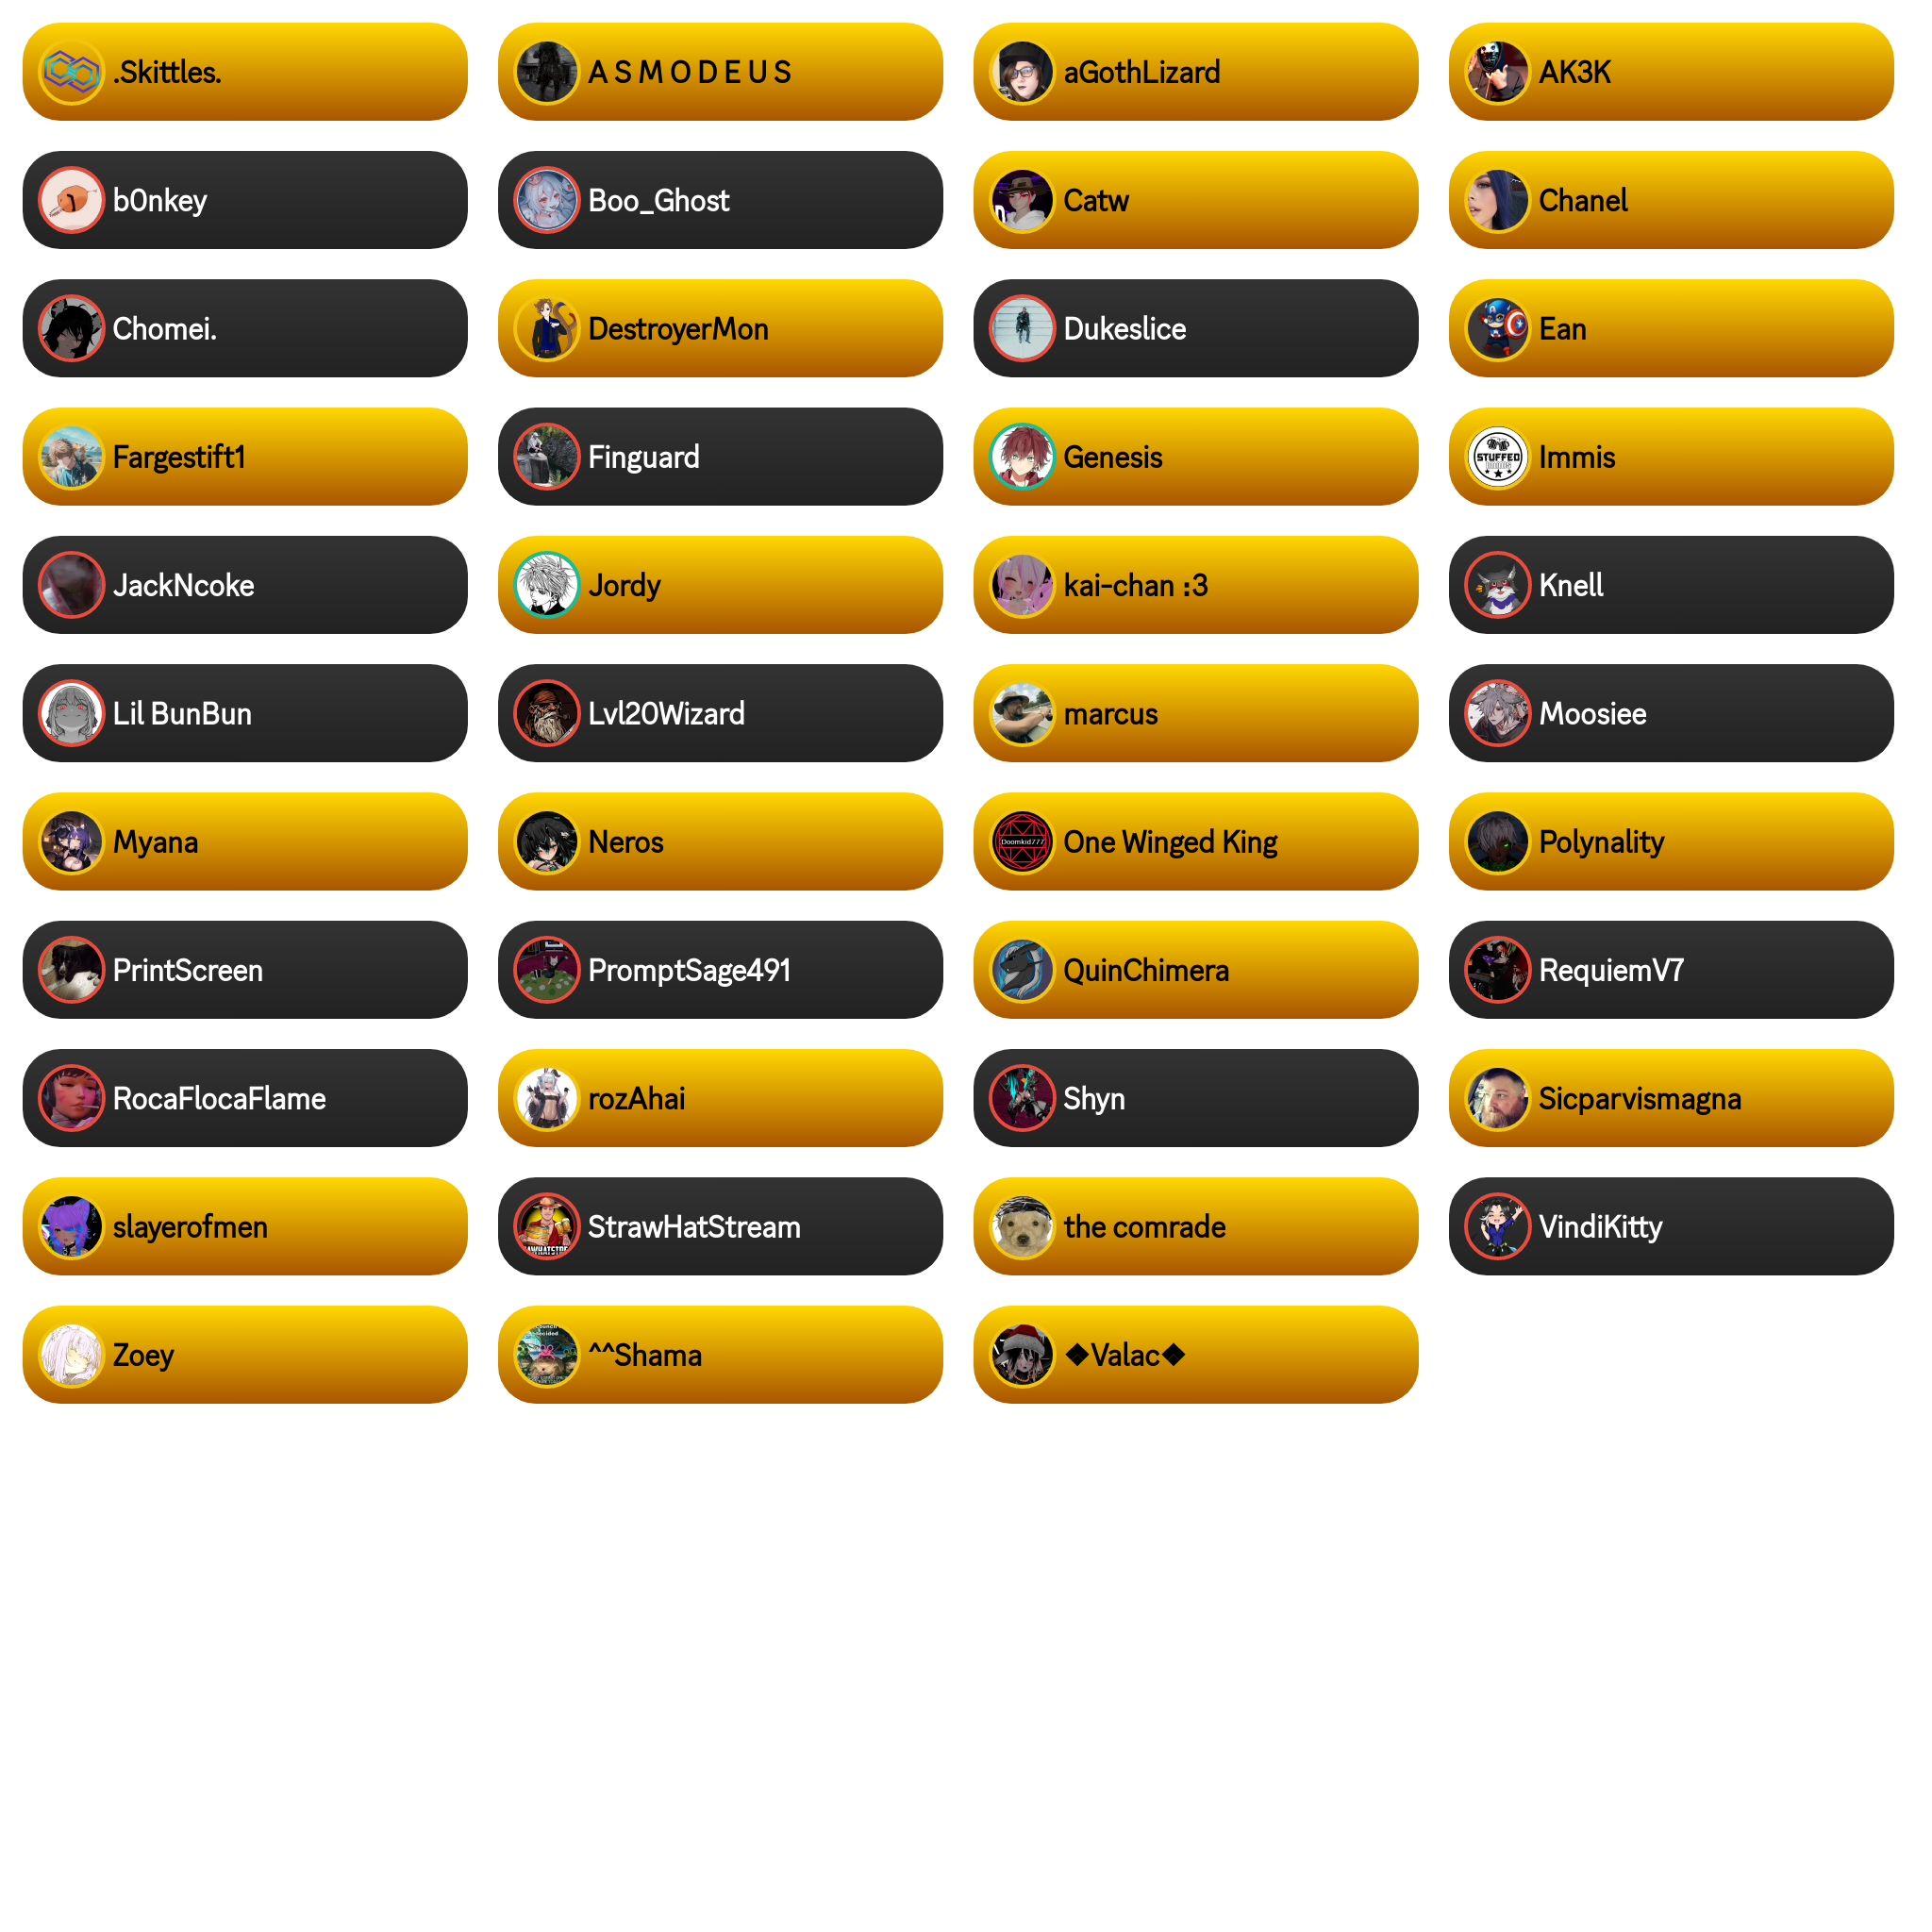 .Skittles.
A S M O D E U S
aGothLizard
AK3K
b0nkey
Boo_Ghost
Catw
Chanel
Chomei.
DestroyerMon
Dukeslice
Ean
Fargestift1
Finguard
Genesis
STUFFED
Immis
JackNcoke
Jordy
kai-chan :3
Knell
Lil BunBun
Lvl20Wizard
marcus
Moosiee
Myana
Neros
Doomkid777
One Winged King
Polynality
PrintScreen
PromptSage491
QuinChimera
RequiemV7
RocaFlocaFlame
rozAhai
Shyn
Sicparvismagna
slayerofmen
StrawHatStream
the comrade
VindiKitty
Zoey
^^Shama
◆Valac◆